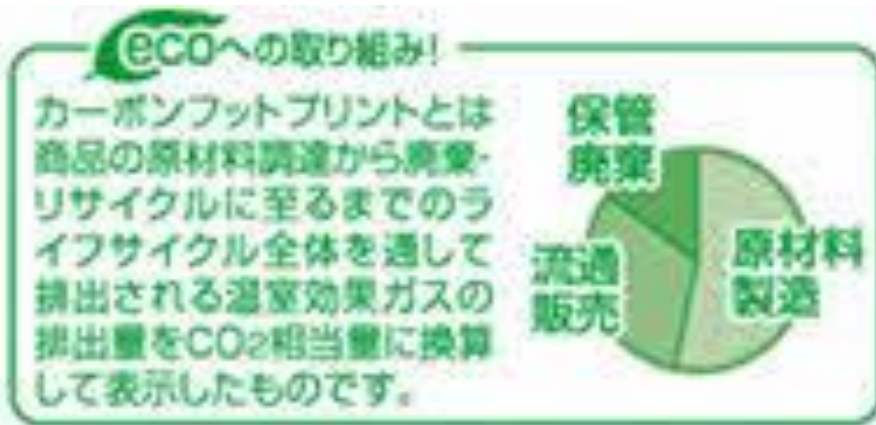 ecoへの取り組み!
カーボンフットプリントとは
商品の原材料調達から廃棄・
リサイクルに至るまでのラ
イフサイクル全体を通して
排出される温室効果ガスの
排出量をCO2相当量に換算
して表示したものです。
保管
廃棄
流通
販売
原材料
製造